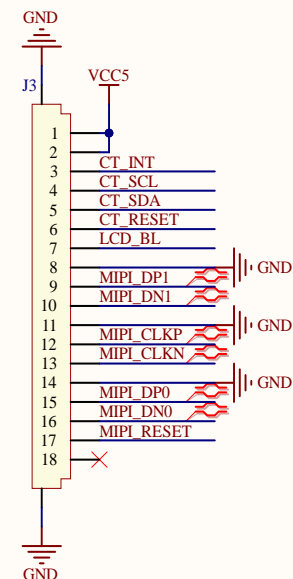 GND
J3
VCC5
1
2
3 CT_INT
4 CT_SCL
5 CT_SDA
6 CT_RESET
7 LCD_BL
8 GND
9 MIPI_DP1
10 MIPI_DN1
11 GND
12 MIPI_CLKP
13 MIPI_CLKN
14 GND
15 MIPI_DP0
16 MIPI_DN0
17 MIPI_RESET
18
GND